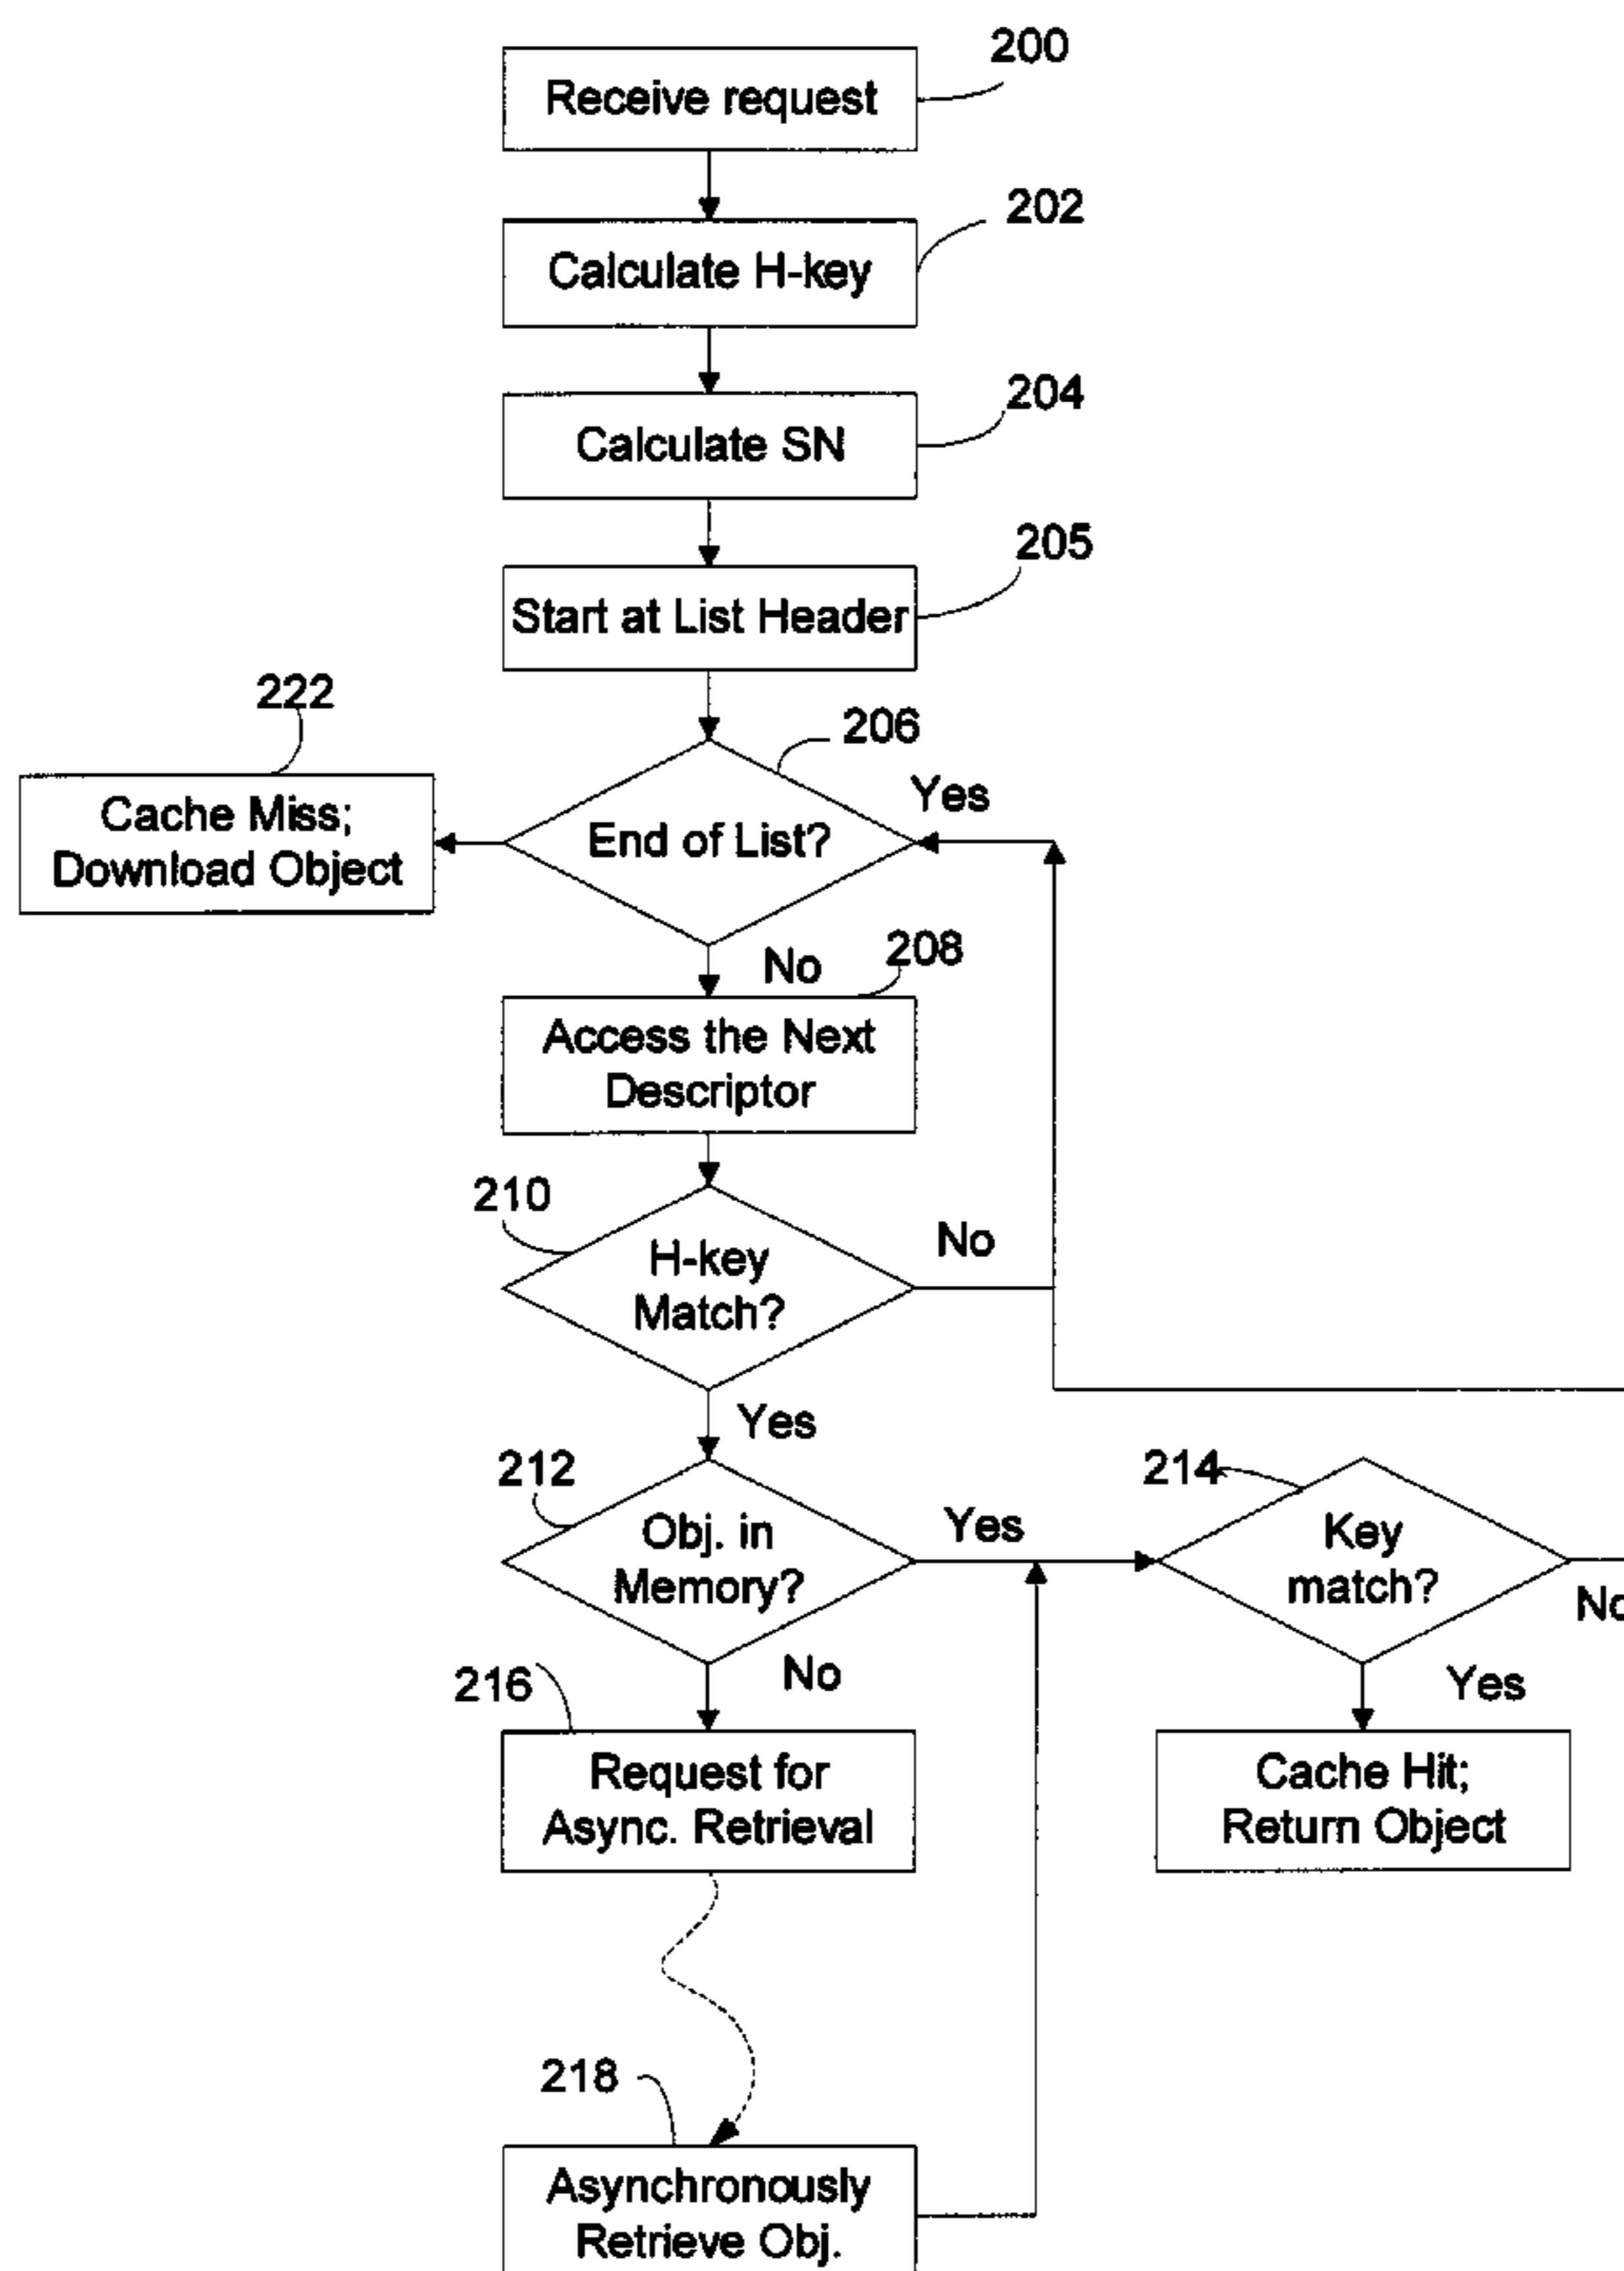 200
Receive request
202
Calculate H-key
204
Calculate SN
205
Start at List Header
222
206
Yes
Cache Miss;
Download Object
End of List?
No
208
Access the Next
Descriptor
210
No
H-key
Match?
Yes
212
214
Obj. in
Memory?
Yes
Key
match?
No
216
No
Yes
Request for
Async. Retrieval
Cache Hit;
Return Object
218
Asynchronously
Retrieve Obj.